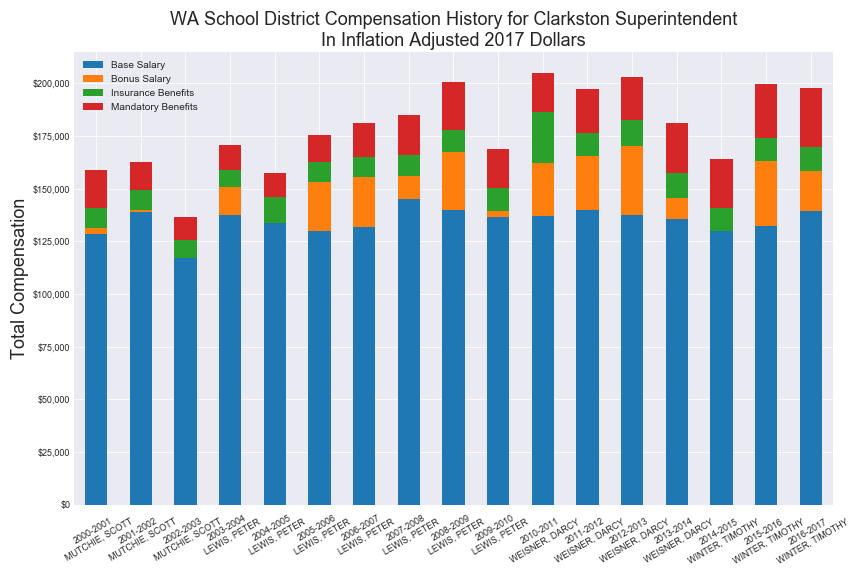 WA School District Compensation History for Clarkston Superintendent
In Inflation Adjusted 2017 Dollars
Base Salary
Bonus Salary
Insurance Benefits
Mandatory Benefits
Total Compensation
$200,000
$175,000
$150,000
$125,000
$100,000
$75,000
$50,000
$25,000
$0
2000-2001
MUTCHIE, SCOTT
2001-2002
MUTCHIE, SCOTT
2002-2003
MUTCHIE, SCOTT
2003-2004
LEWIS, PETER
2004-2005
LEWIS, PETER
2005-2006
LEWIS, PETER
2006-2007
LEWIS, PETER
2007-2008
LEWIS, PETER
2008-2009
LEWIS, PETER
2009-2010
LEWIS, PETER
2010-2011
WEISNER, DARCY
2011-2012
WEISNER, DARCY
2012-2013
WEISNER, DARCY
2013-2014
WEISNER, DARCY
2014-2015
WINTER, TIMOTHY
2015-2016
WINTER, TIMOTHY
2016-2017
WINTER, TIMOTHY